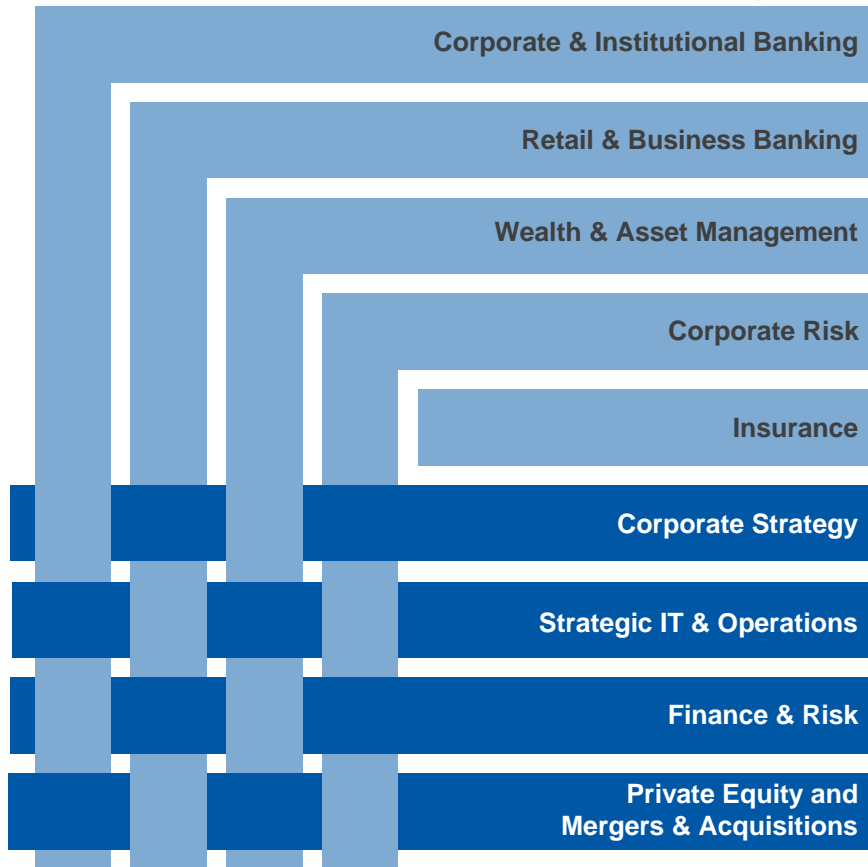 Corporate & Institutional Banking
Retail & Business Banking
Wealth & Asset Management
Corporate Risk
Insurance
Corporate Strategy
Strategic IT & Operations
Finance & Risk
Private Equity and
Mergers & Acquisitions